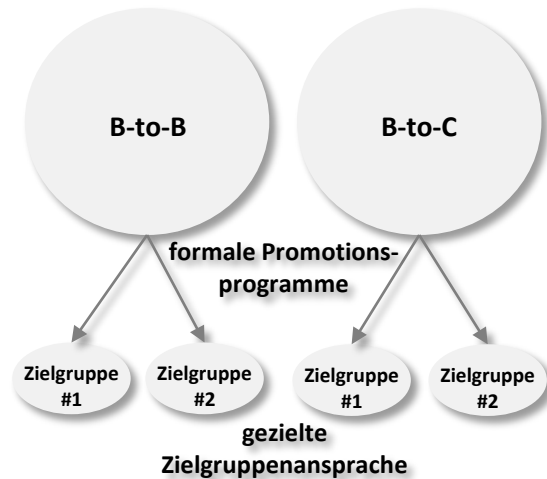 B-to-B
B-to-C
formale Promotions-
programme
Zielgruppe
#1
Zielgruppe
#2
Zielgruppe
#1
Zielgruppe
#2
gezielte
Zielgruppenansprache